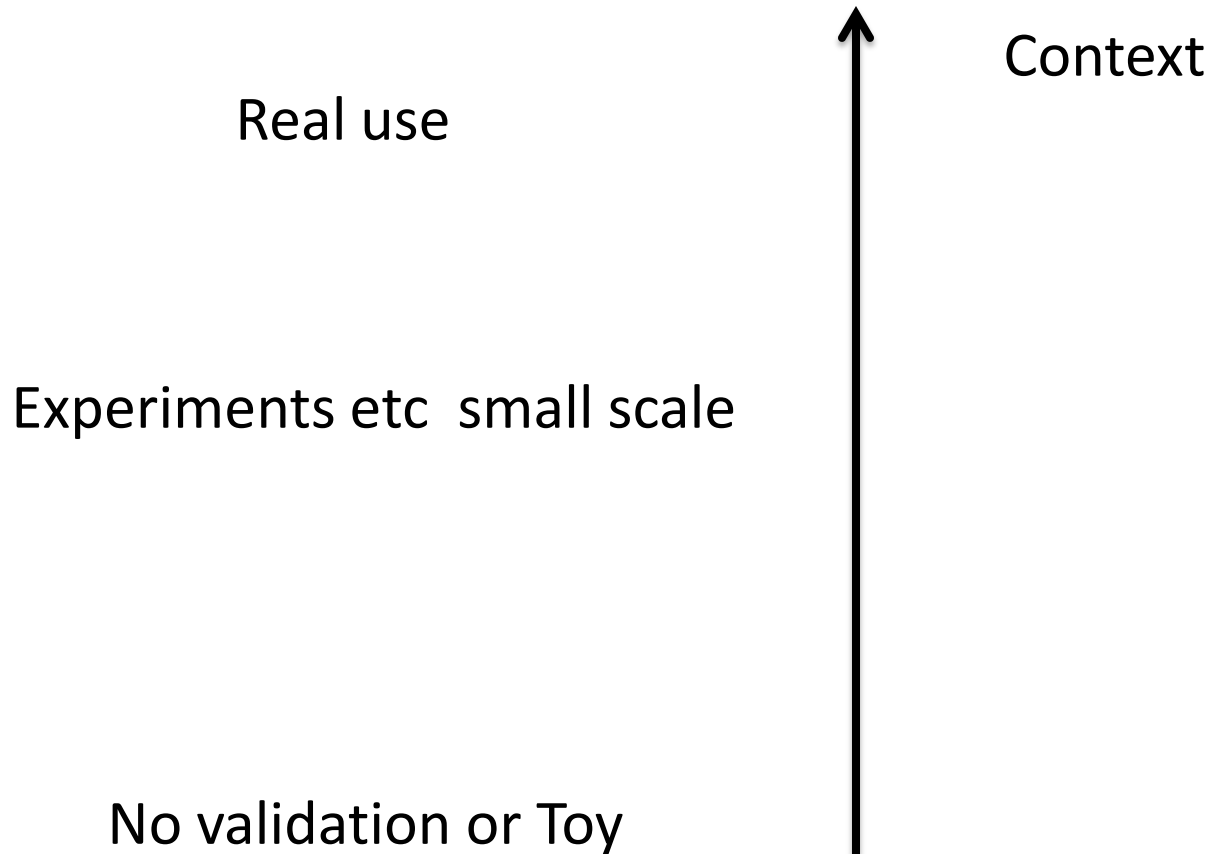 Context
Real use
Experiments etc  small scale
No validation or Toy